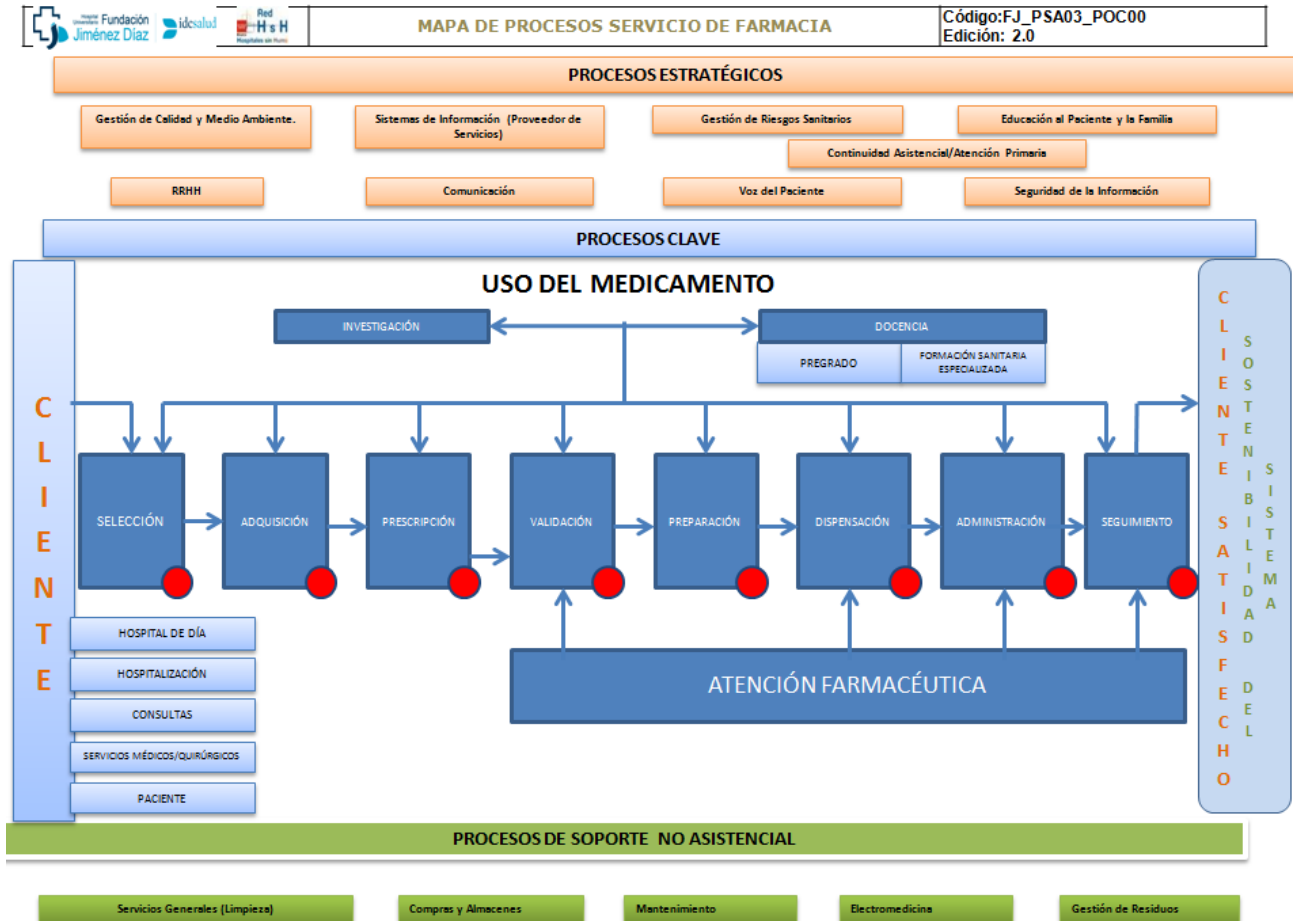 Hospital
Universitario Fundación
Jiménez Díaz
idcsalud
Red
HsH
Hospitales sin Humo
MAPA DE PROCESOS SERVICIO DE FARMACIA
Código:FJ_PSA03_POC00
Edición: 2.0
PROCESOS ESTRATÉGICOS
Gestión de Calidad y Medio Ambiente.
Sistemas de Información (Proveedor de
Servicios)
Gestión de Riesgos Sanitarios
Educación al Paciente y la Familia
Continuidad Asistencial/Atención Primaria
RRHH
Comunicación
Voz del Paciente
Seguridad de la Información
PROCESOS CLAVE
USO DEL MEDICAMENTO
INVESTIGACIÓN
DOCENCIA
PREGRADO
FORMACIÓN SANITARIA
ESPECIALIZADA
CLIENTE
SELECCIÓN
ADQUISICIÓN
PRESCRIPCIÓN
VALIDACIÓN
PREPARACIÓN
DISPENSACIÓN
ADMINISTRACIÓN
SEGUIMIENTO
CLIENTE SATISFECHO
SOSTENIBILIDAD DEL
SISTEMA
HOSPITAL DE DÍA
HOSPITALIZACIÓN
CONSULTAS
SERVICIOS MÉDICOS/QUIRÚRGICOS
PACIENTE
ATENCIÓN FARMACÉUTICA
PROCESOS DE SOPORTE NO ASISTENCIAL
Servicios Generales (Limpieza)
Compras y Almacenes
Mantenimiento
Electromedicina
Gestión de Residuos